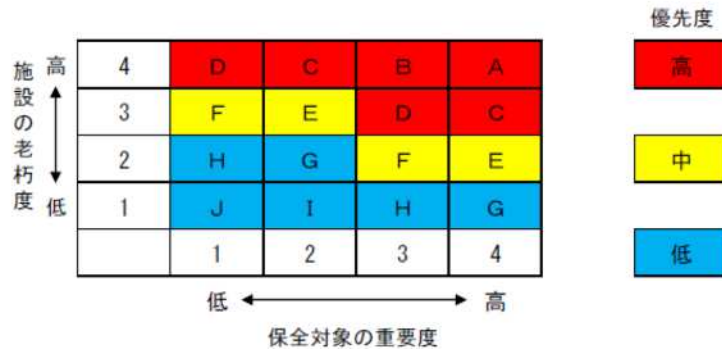 優先度
高
中
低
施設の老朽度
高
低
4 D C B A
3 F E D C
2 H G F E
1 J I H G
1 2 3 4
低 高
保全対象の重要度